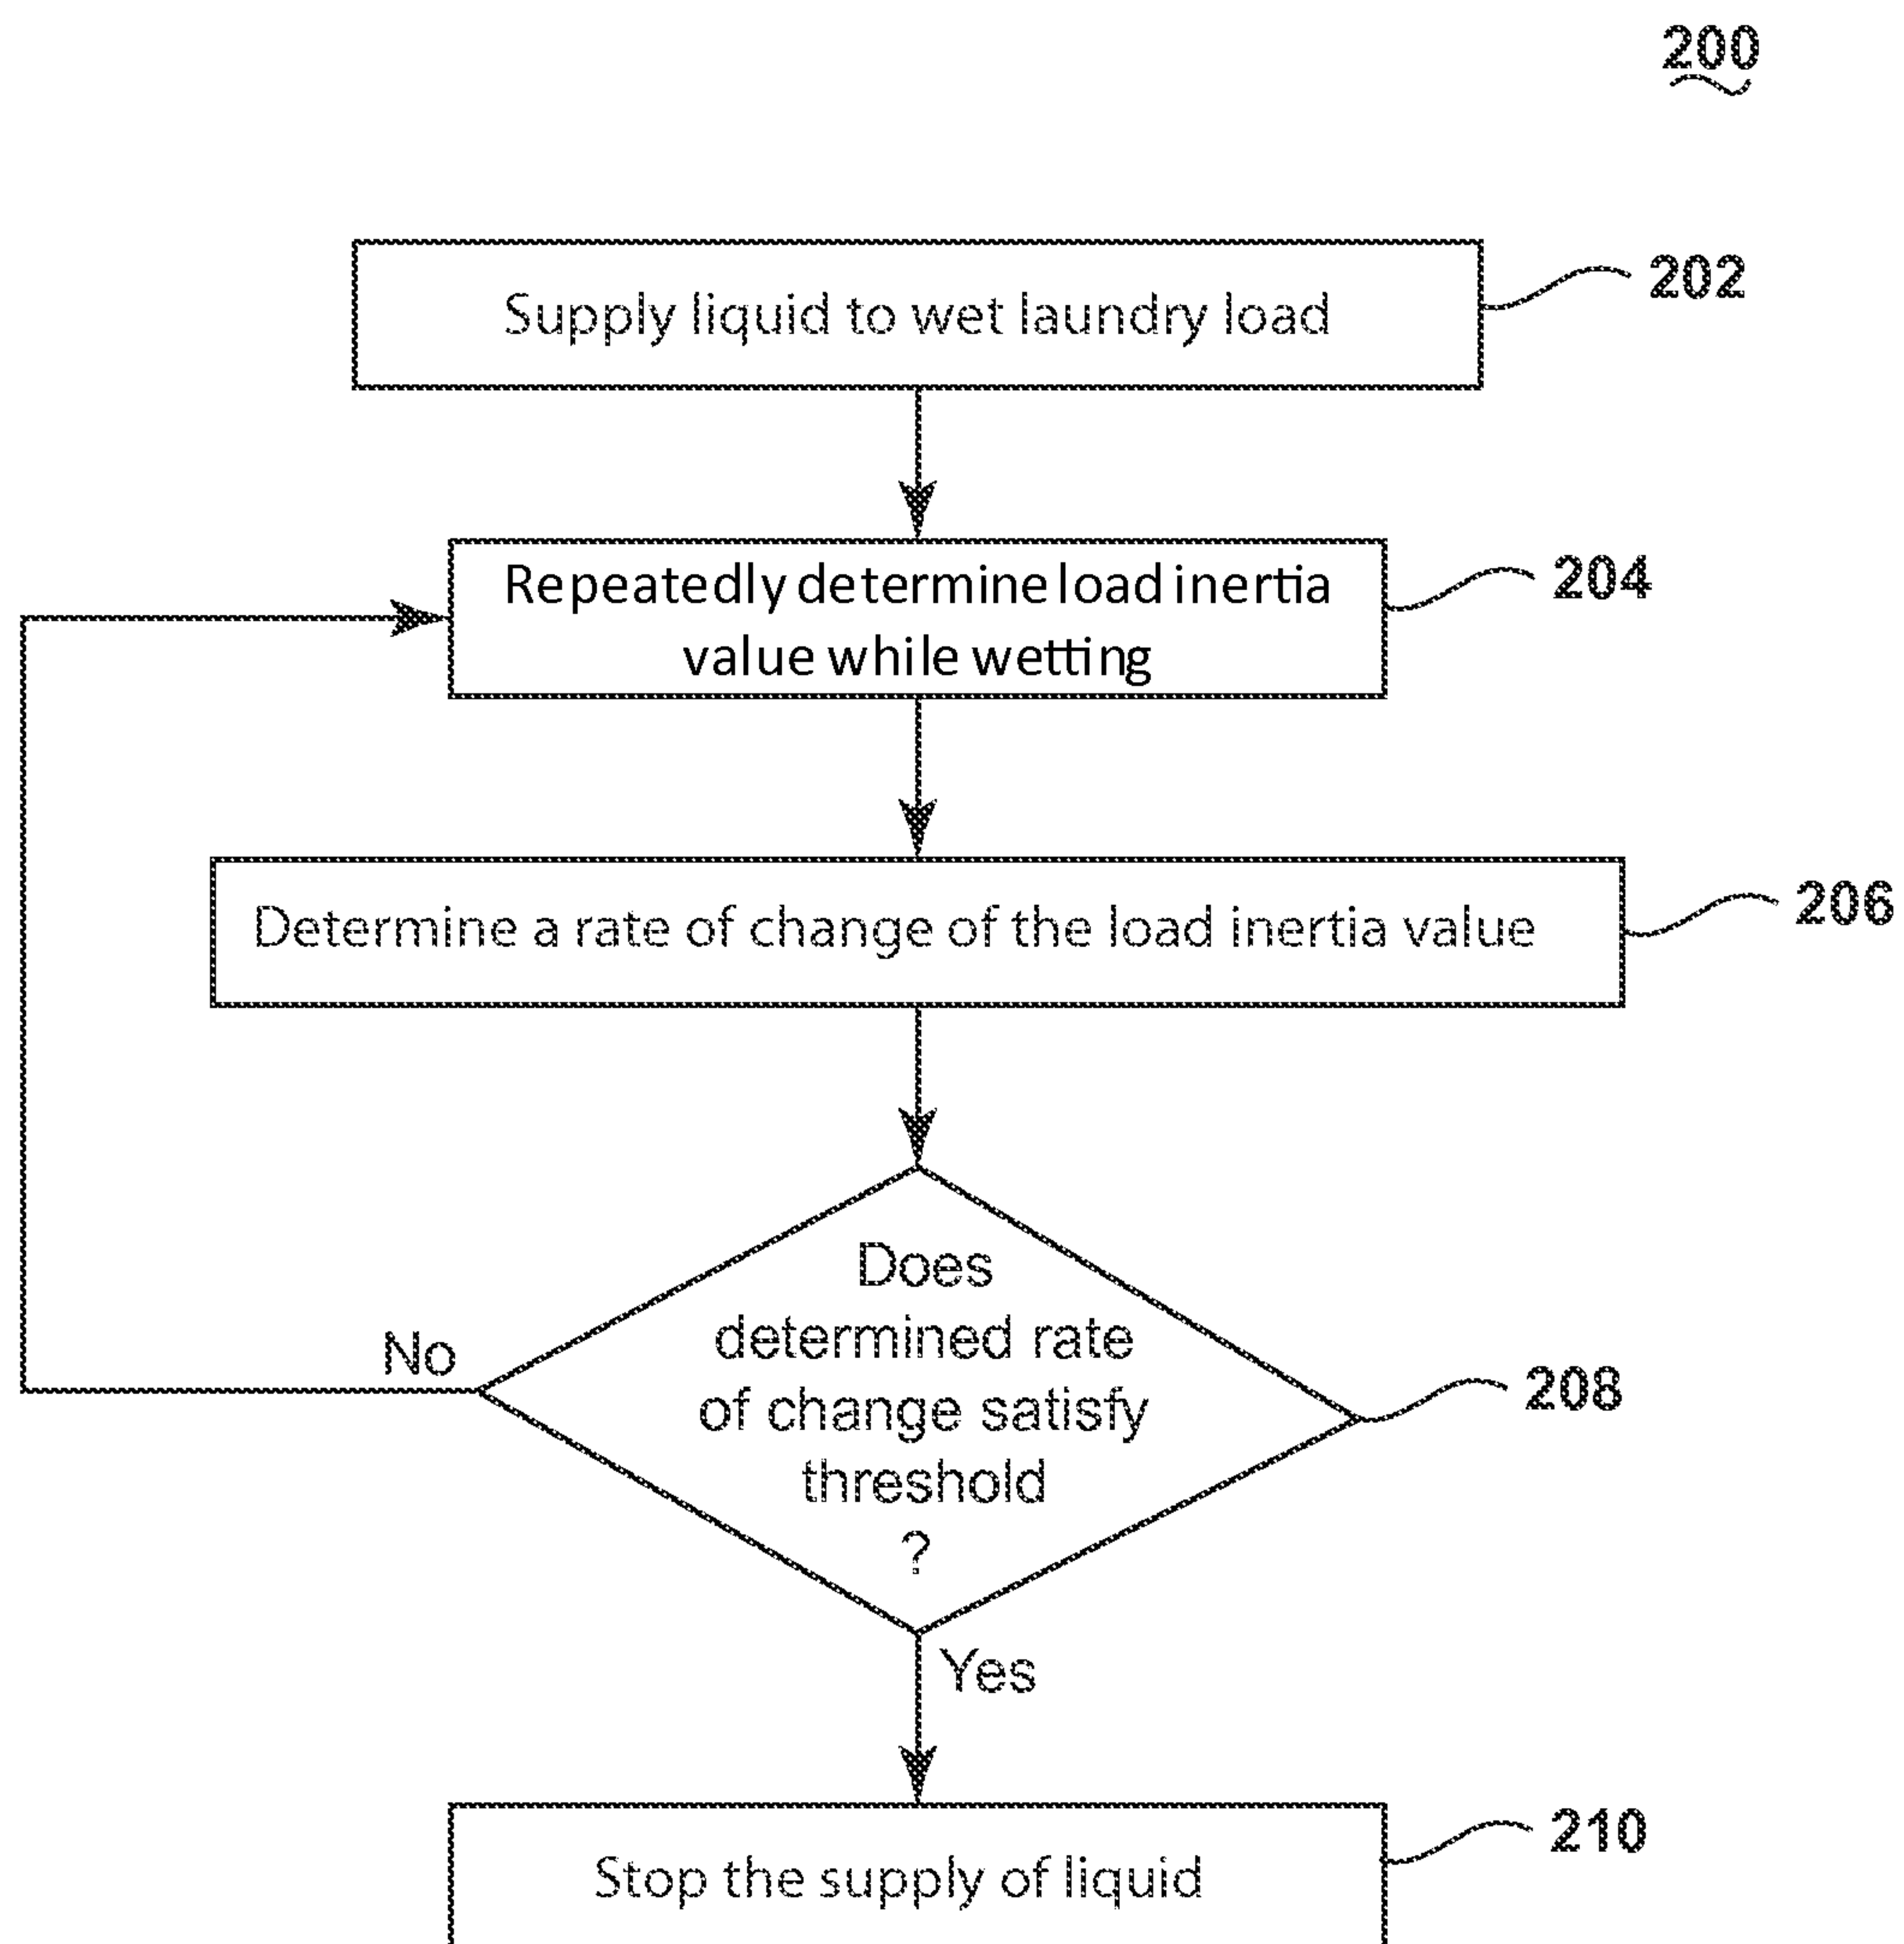 200
Supply liquid to wet laundry load
202
Repeatedly determine load inertia
value while wetting
204
Determine a rate of change of the load inertia value
206
Does
determined rate
of change satisfy
threshold
?
No
208
Yes
Stop the supply of liquid
210